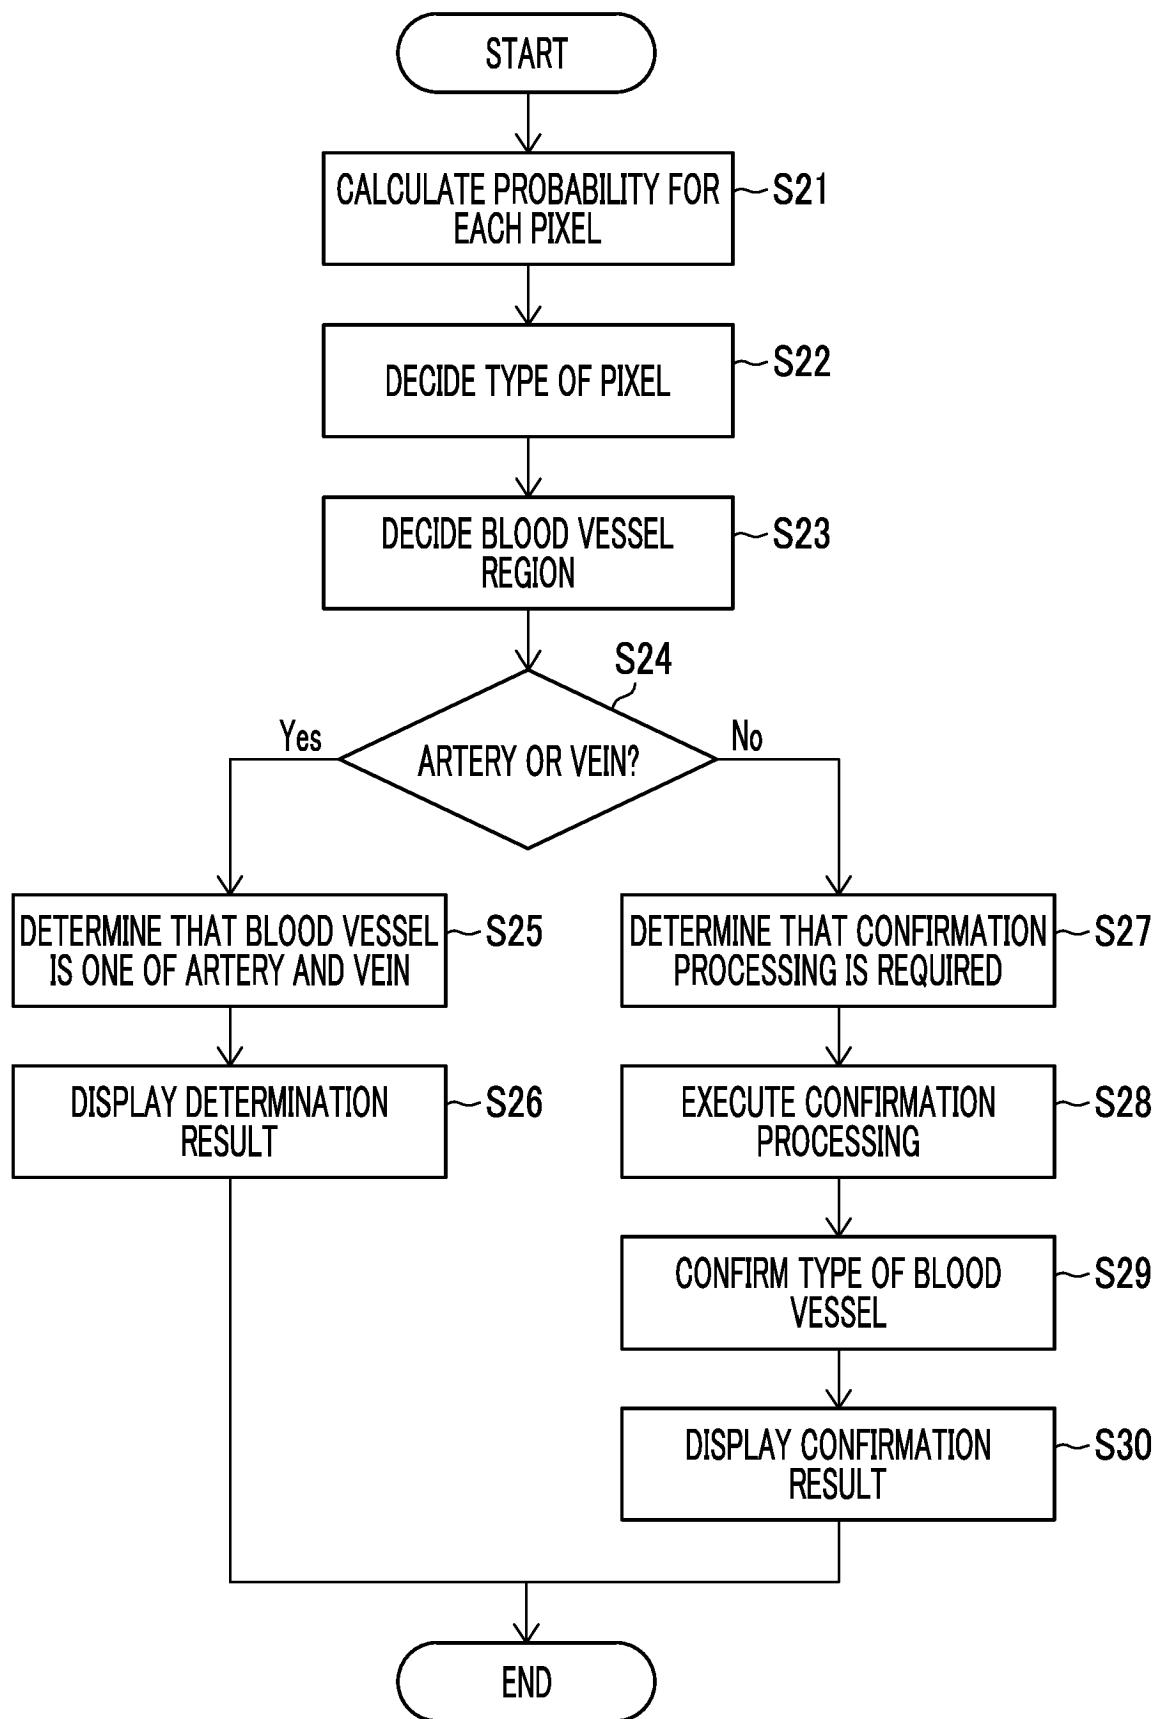 START
CALCULATE PROBABILITY FOR
EACH PIXEL
S21
DECIDE TYPE OF PIXEL
S22
DECIDE BLOOD VESSEL
REGION
S23
S24
ARTERY OR VEIN?
Yes
No
DETERMINE THAT BLOOD VESSEL
IS ONE OF ARTERY AND VEIN
S25
DISPLAY DETERMINATION
RESULT
S26
DETERMINE THAT CONFIRMATION
PROCESSING IS REQUIRED
S27
EXECUTE CONFIRMATION
PROCESSING
S28
CONFIRM TYPE OF BLOOD
VESSEL
S29
DISPLAY CONFIRMATION
RESULT
S30
END